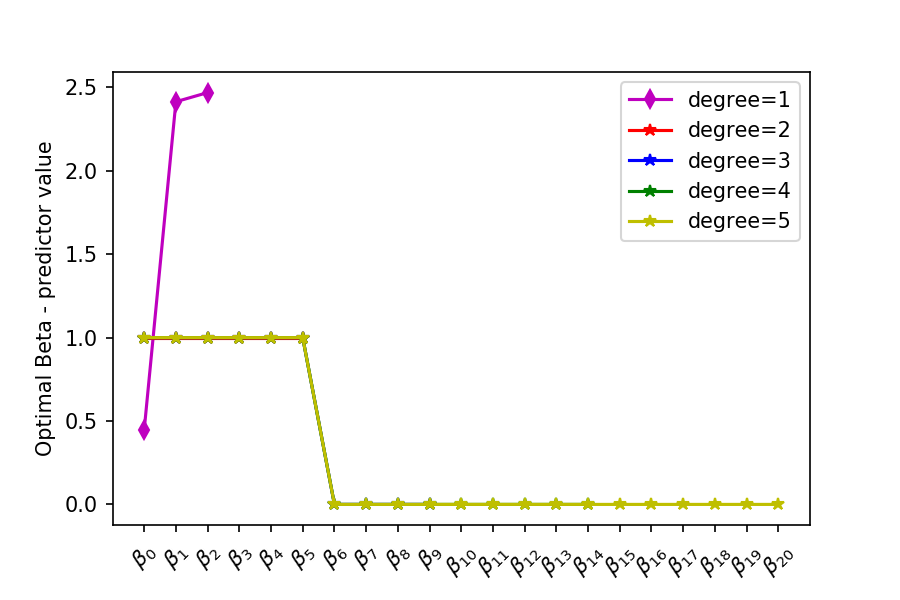 2.5
2.0
1.5
1.0
0.5
0.0
Optimal Beta - predictor value
degree=1
degree=2
degree=3
degree=4
degree=5
β₀ β₁ β₂ β₃ β₄ β₅ β₆ β₇ β₈ β₉ β₁₀ β₁₁ β₁₂ β₁₃ β₁₄ β₁₅ β₁₆ β₁₇ β₁₈ β₁₉ β₂₀